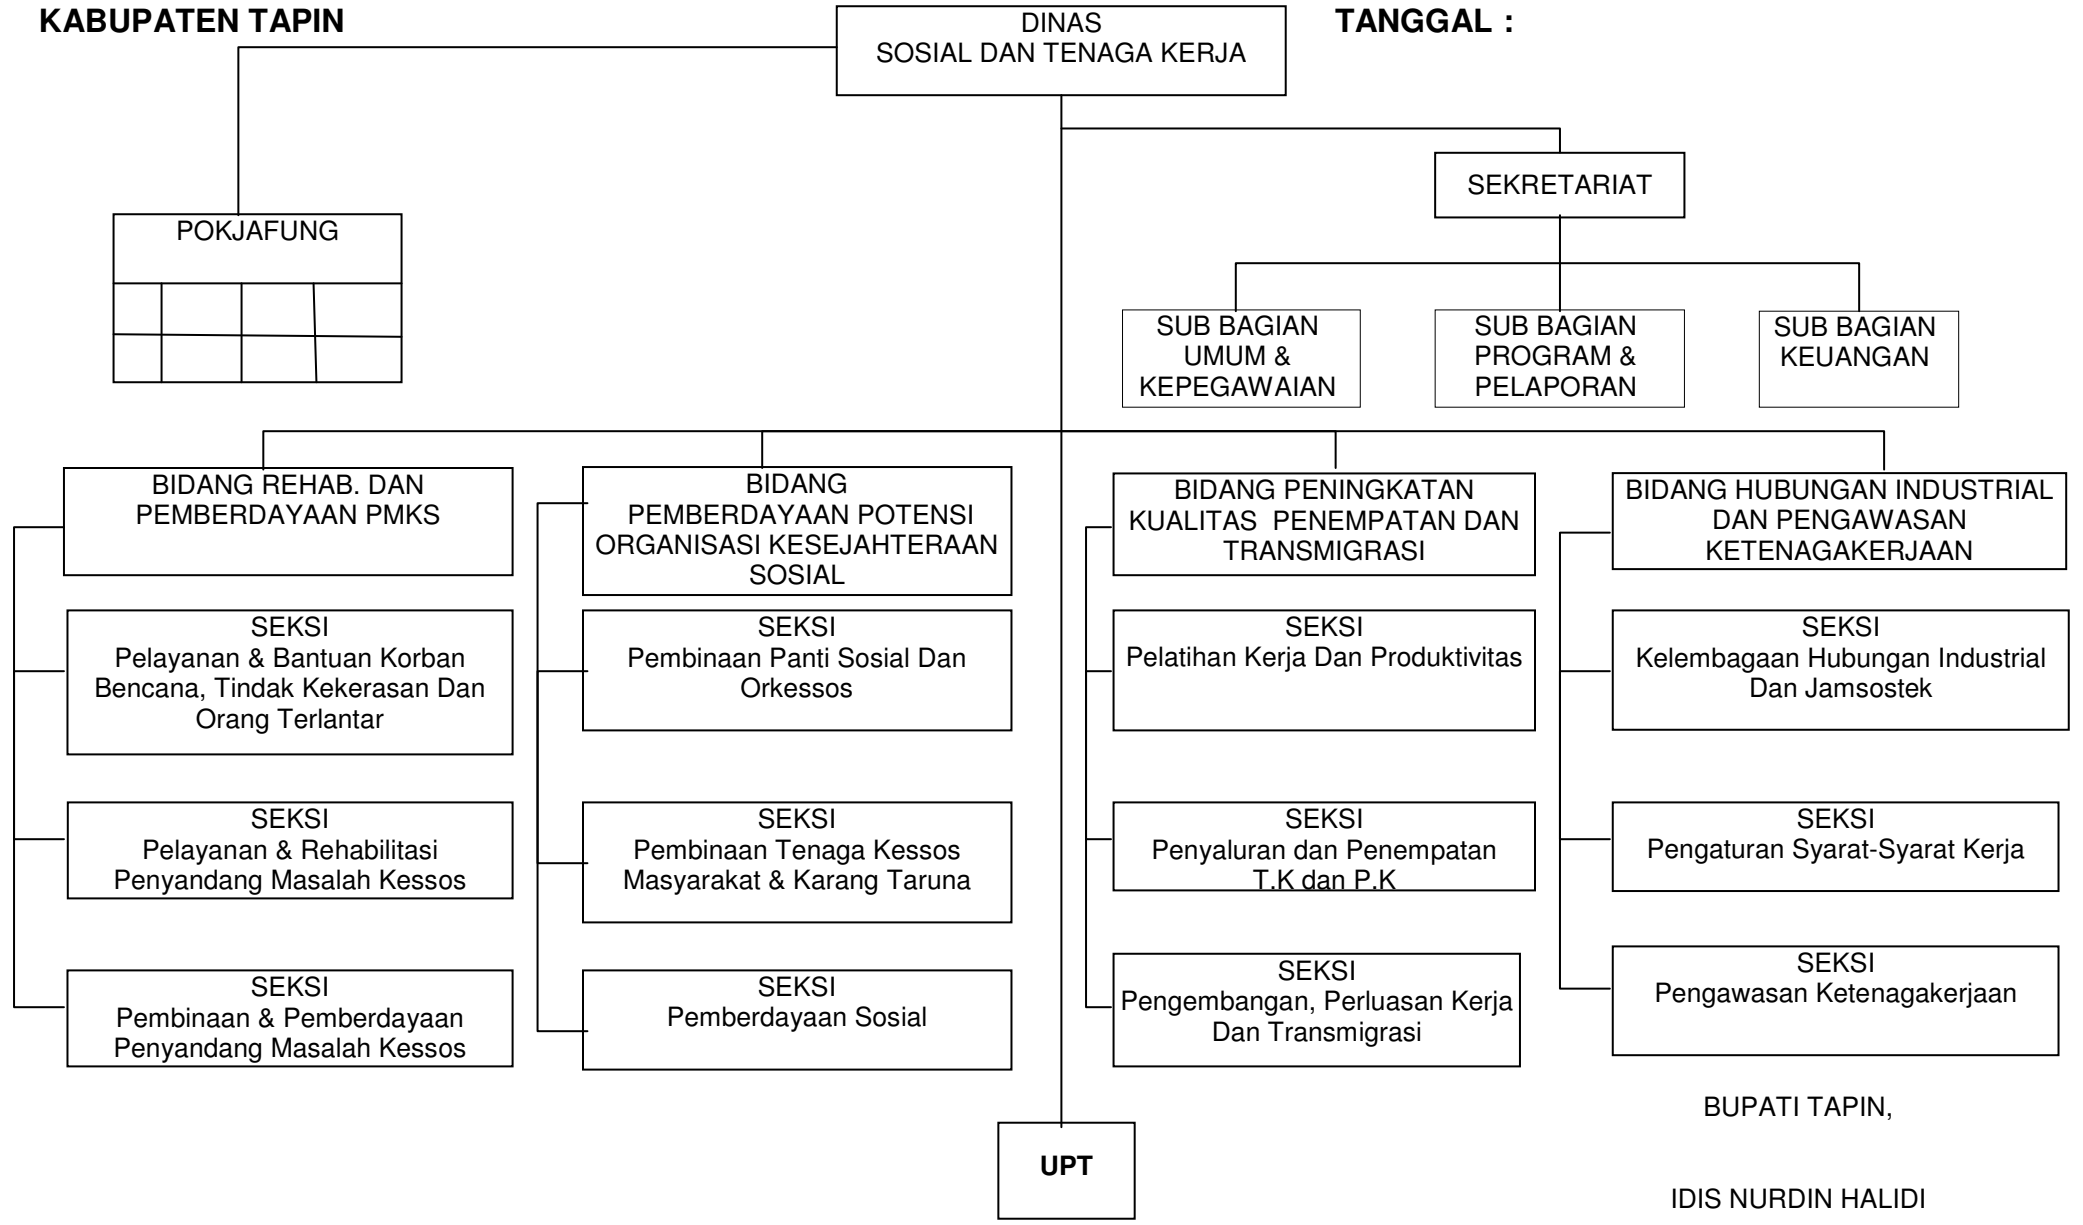 KABUPATEN TAPIN
DINAS
SOSIAL DAN TENAGA KERJA
TANGGAL :
SEKRETARIAT
POKJAFUNG
SUB BAGIAN
UMUM &
KEPEGAWAIAN
SUB BAGIAN
PROGRAM &
PELAPORAN
SUB BAGIAN
KEUANGAN
BIDANG REHAB. DAN
PEMBERDAYAAN PMKS
SEKSI
Pelayanan & Bantuan Korban
Bencana, Tindak Kekerasan Dan
Orang Terlantar
SEKSI
Pelayanan & Rehabilitasi
Penyandang Masalah Kessos
SEKSI
Pembinaan & Pemberdayaan
Penyandang Masalah Kessos
BIDANG
PEMBERDAYAAN POTENSI
ORGANISASI KESEJAHTERAAN
SOSIAL
SEKSI
Pembinaan Panti Sosial Dan
Orkessos
SEKSI
Pembinaan Tenaga Kessos
Masyarakat & Karang Taruna
SEKSI
Pemberdayaan Sosial
BIDANG PENINGKATAN
KUALITAS  PENEMPATAN DAN
TRANSMIGRASI
SEKSI
Pelatihan Kerja Dan Produktivitas
SEKSI
Penyaluran dan Penempatan
T.K dan P.K
SEKSI
Pengembangan, Perluasan Kerja
Dan Transmigrasi
BIDANG HUBUNGAN INDUSTRIAL
DAN PENGAWASAN
KETENAGAKERJAAN
SEKSI
Kelembagaan Hubungan Industrial
Dan Jamsostek
SEKSI
Pengaturan Syarat-Syarat Kerja
SEKSI
Pengawasan Ketenagakerjaan
UPT
BUPATI TAPIN,
IDIS NURDIN HALIDI